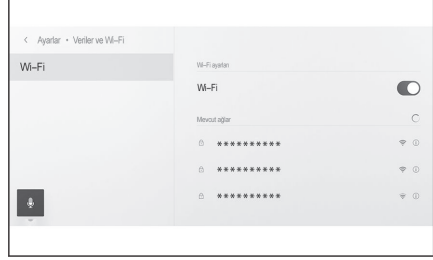 < Ayarlar • Veriler ve Wi-Fi
Wi-Fi
Wi-Fi ayarları
Wi-Fi
Mevcut ağlar
**********
**********
**********